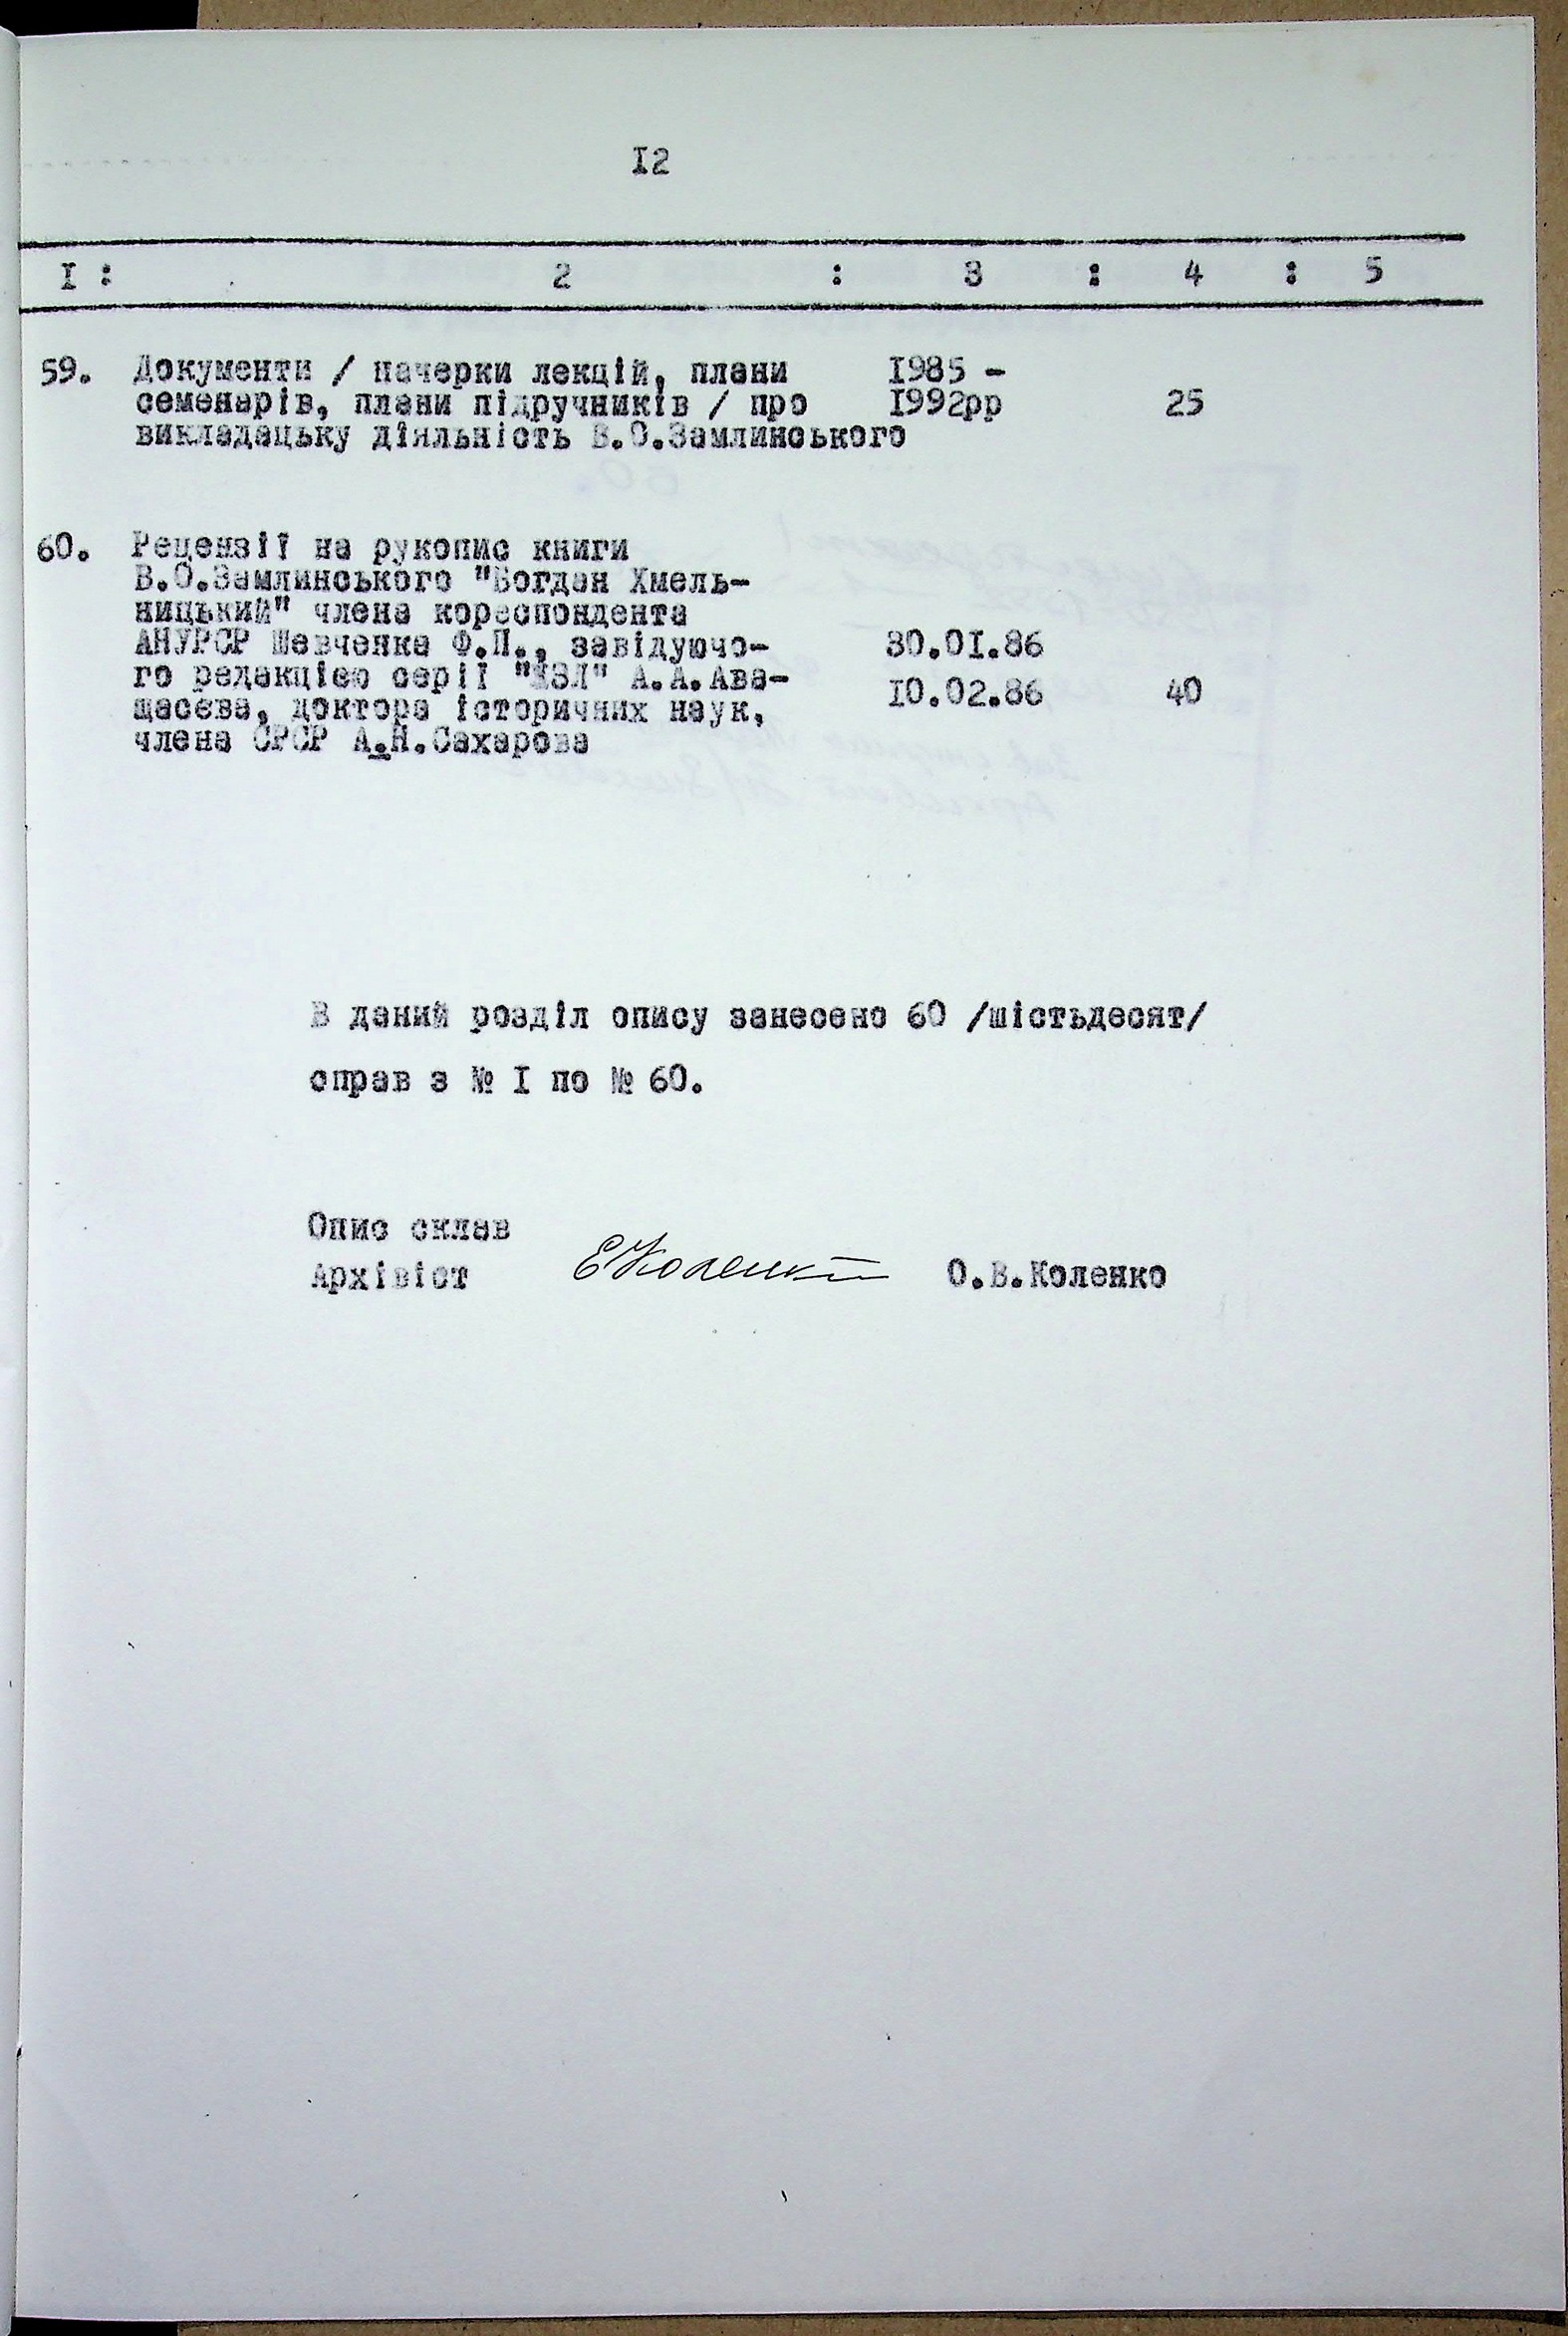 I2
I : 2 : 3 : 4 : 5
59. Документи / начерки лекцій, плани 1985 -
семенарів, плани підручників / про 1992рр 25
викладацьку діяльність В.О.Замлинського
60. Рецензії на рукопис книги
В.О.Замлинського "Богдан Хмель-
ницький" члена кореспондента
АНУРСР Шевченка Ф.П., завідуючо- 30.01.86
го редакцією серії "ЖЗЛ" А.А.Ава- 10.02.86 40
щасева, доктора історичних наук,
члена СРСР А.Н.Сахарова
В даний розділ опису занесено 60 /шістьдесят/
справ з № I по № 60.
Опис склав
Архівіст ЕКоленко О.В.Коленко